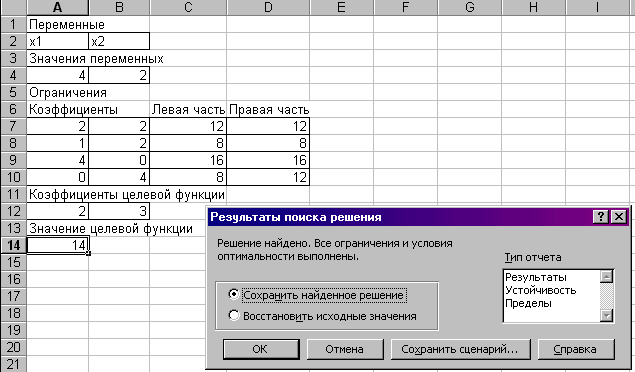 A B C D E F G H I
1 Переменные
2 x1 x2
3 Значения переменных
4 4 2
5 Ограничения
6 Коэффициенты Левая часть Правая часть
7 2 2 12 12
8 1 2 8 8
9 4 0 16 16
10 0 4 8 12
11 Коэффициенты целевой функции
12 2 3
13 Значение целевой функции
14 14
15
16
17
18
19
20
21
Результаты поиска решения ? ×
Решение найдено. Все ограничения и условия
оптимальности выполнены.
Тип отчета
Результаты
Устойчивость
Пределы
Сохранить найденное решение
Восстановить исходные значения
ОК Отмена Сохранить сценарий... Справка